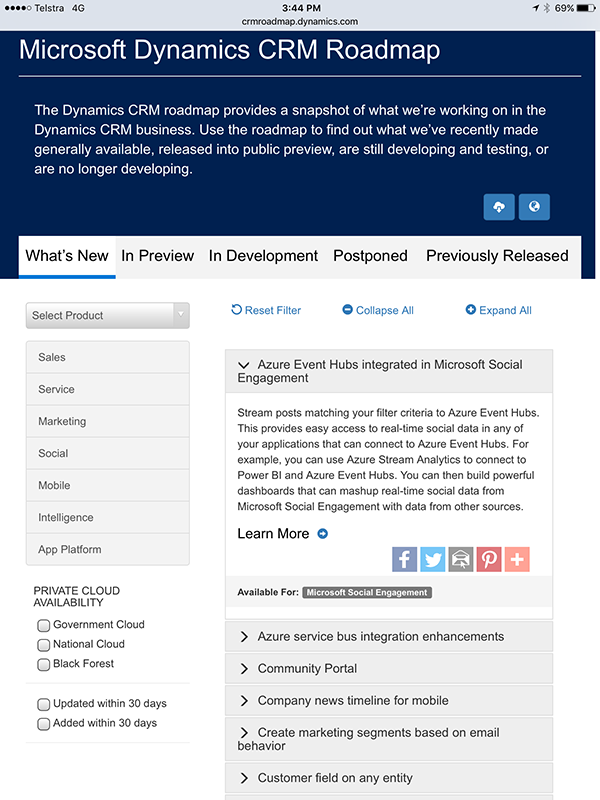 Telstra 4G
3:44 PM
69%
crmroadmap.dynamics.com
Microsoft Dynamics CRM Roadmap
The Dynamics CRM roadmap provides a snapshot of what we're working on in the
Dynamics CRM business. Use the roadmap to find out what we've recently made
generally available, released into public preview, are still developing and testing, or
are no longer developing.
What's New
In Preview
In Development
Postponed
Previously Released
Select Product
Sales
Service
Marketing
Social
Mobile
Intelligence
App Platform
PRIVATE CLOUD
AVAILABILITY
Government Cloud
National Cloud
Black Forest
Updated within 30 days
Added within 30 days
Reset Filter
Collapse All
Expand All
Azure Event Hubs integrated in Microsoft Social
Engagement
Stream posts matching your filter criteria to Azure Event Hubs.
This provides easy access to real-time social data in any of
your applications that can connect to Azure Event Hubs. For
example, you can use Azure Stream Analytics to connect to
Power BI and Azure Event Hubs. You can then build powerful
dashboards that can mashup real-time social data from
Microsoft Social Engagement with data from other sources.
Learn More
Available For: Microsoft Social Engagement
Azure service bus integration enhancements
Community Portal
Company news timeline for mobile
Create marketing segments based on email
behavior
Customer field on any entity